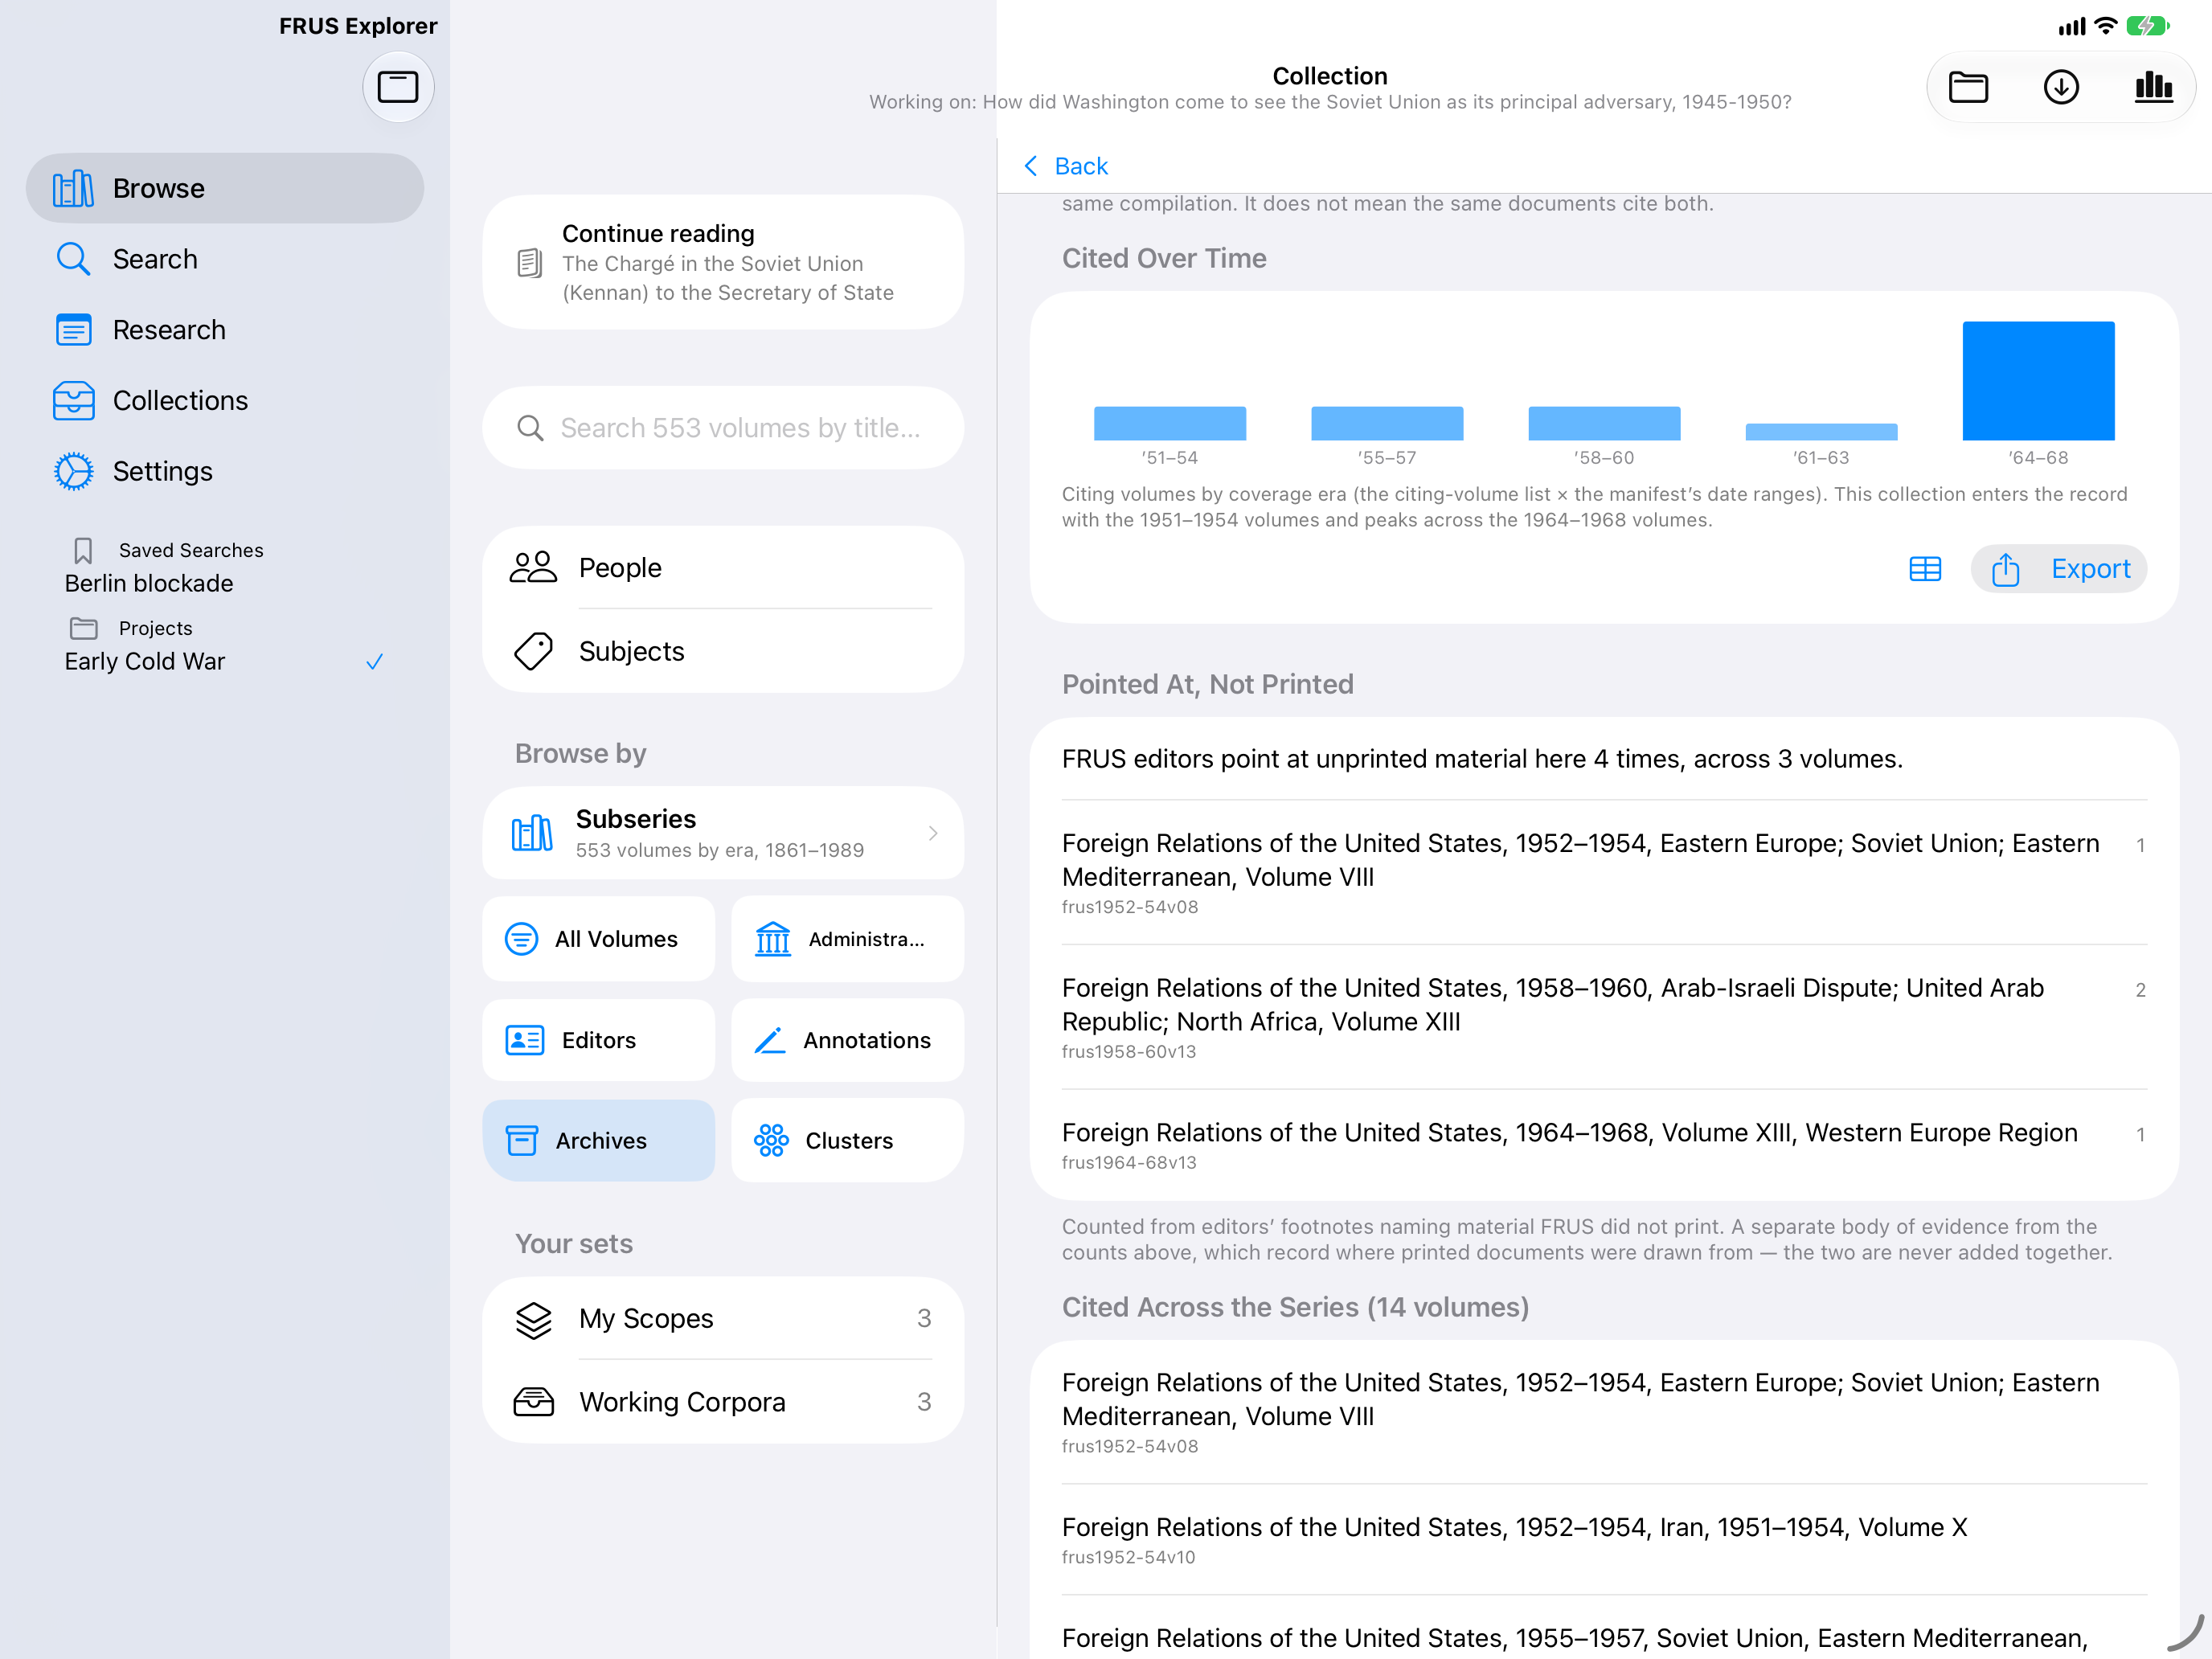 FRUS Explorer
Browse
Search
Research
Collections
Settings
Saved Searches
Berlin blockade
Projects
Early Cold War
Continue reading
The Chargé in the Soviet Union
(Kennan) to the Secretary of State
Search 553 volumes by title...
People
Subjects
Browse by
Subseries
553 volumes by era, 1861–1989
All Volumes
Administra...
Editors
Annotations
Archives
Clusters
Your sets
My Scopes 3
Working Corpora 3
Collection
Working on: How did Washington come to see the Soviet Union as its principal adversary, 1945-1950?
Back
same compilation. It does not mean the same documents cite both.
Cited Over Time
’51–54 ’55–57 ’58–60 ’61–63 ’64–68
Citing volumes by coverage era (the citing-volume list × the manifest’s date ranges). This collection enters the record
with the 1951–1954 volumes and peaks across the 1964–1968 volumes.
Export
Pointed At, Not Printed
FRUS editors point at unprinted material here 4 times, across 3 volumes.
Foreign Relations of the United States, 1952–1954, Eastern Europe; Soviet Union; Eastern 1
Mediterranean, Volume VIII
frus1952-54v08
Foreign Relations of the United States, 1958–1960, Arab-Israeli Dispute; United Arab 2
Republic; North Africa, Volume XIII
frus1958-60v13
Foreign Relations of the United States, 1964–1968, Volume XIII, Western Europe Region 1
frus1964-68v13
Counted from editors’ footnotes naming material FRUS did not print. A separate body of evidence from the
counts above, which record where printed documents were drawn from — the two are never added together.
Cited Across the Series (14 volumes)
Foreign Relations of the United States, 1952–1954, Eastern Europe; Soviet Union; Eastern
Mediterranean, Volume VIII
frus1952-54v08
Foreign Relations of the United States, 1952–1954, Iran, 1951–1954, Volume X
frus1952-54v10
Foreign Relations of the United States, 1955–1957, Soviet Union, Eastern Mediterranean,